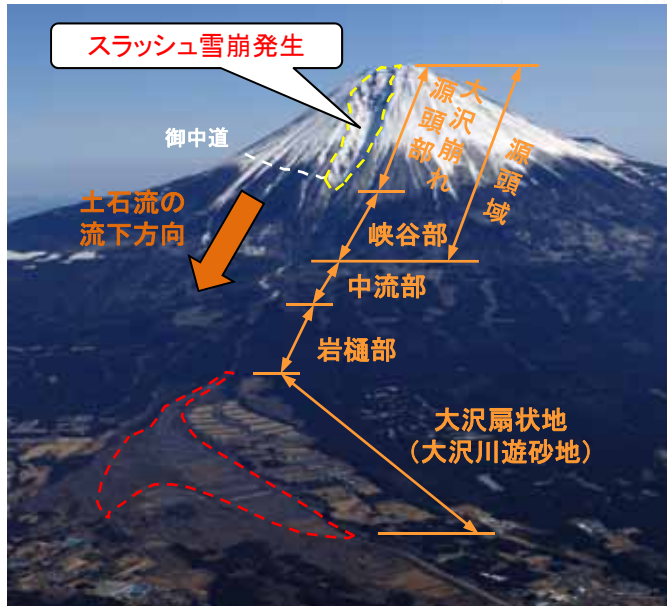 スラッシュ雪崩発生
御中道
大沢崩れ
源頭部
源頭域
土石流の
流下方向
峡谷部
中流部
岩樋部
大沢扇状地
（大沢川遊砂地）